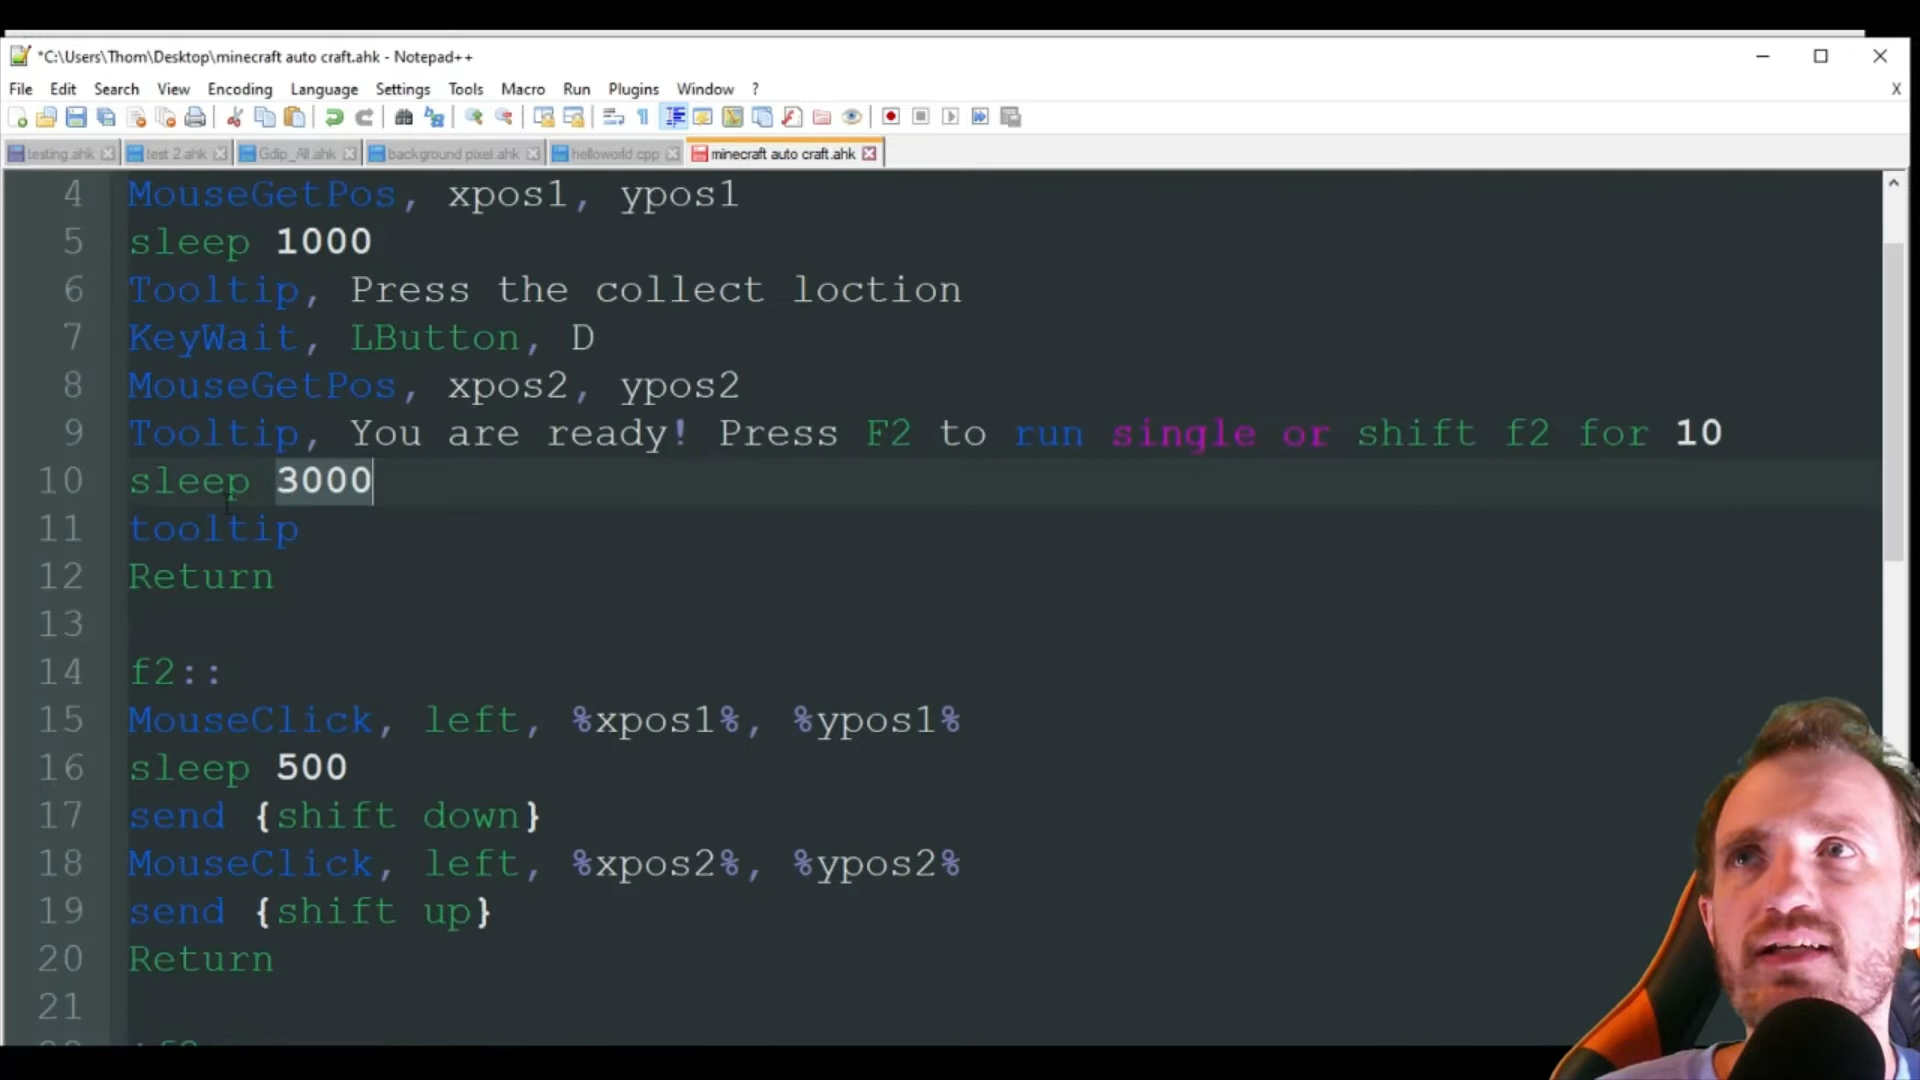 *C:\Users\Thom\Desktop\minecraft auto craft.ahk - Notepad++
File Edit Search View Encoding Language Settings Tools Macro Run Plugins Window ? X
testing.ahk test 2.ahk Gdip_All.ahk background pixel.ahk helloworld.cpp minecraft auto craft.ahk
4 MouseGetPos, xpos1, ypos1
5 sleep 1000
6 Tooltip, Press the collect loction
7 KeyWait, LButton, D
8 MouseGetPos, xpos2, ypos2
9 Tooltip, You are ready! Press F2 to run single or shift f2 for 10
10 sleep 3000
11 tooltip
12 Return
13
14 f2::
15 MouseClick, left, %xpos1%, %ypos1%
16 sleep 500
17 send {shift down}
18 MouseClick, left, %xpos2%, %ypos2%
19 send {shift up}
20 Return
21